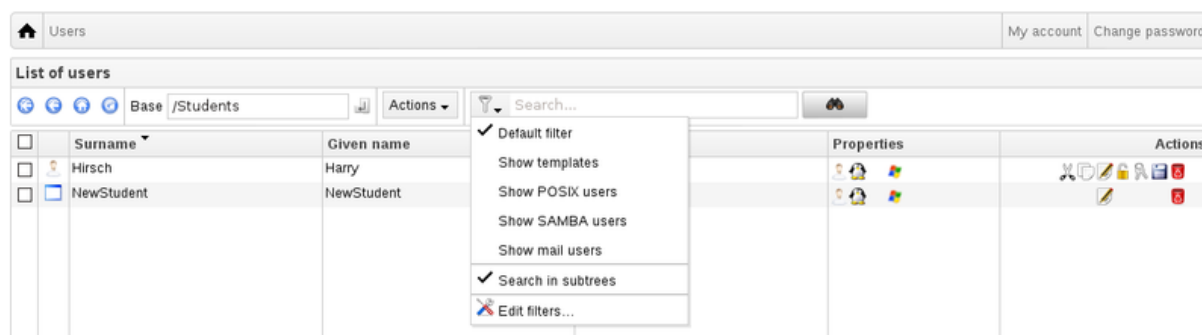 Users My account Change password
List of users
Base /Students Actions Search...
Surname Given name Properties Actions
Default filter
Show templates
Hirsch Harry
Show POSIX users
NewStudent NewStudent
Show SAMBA users
Show mail users
Search in subtrees
Edit filters...